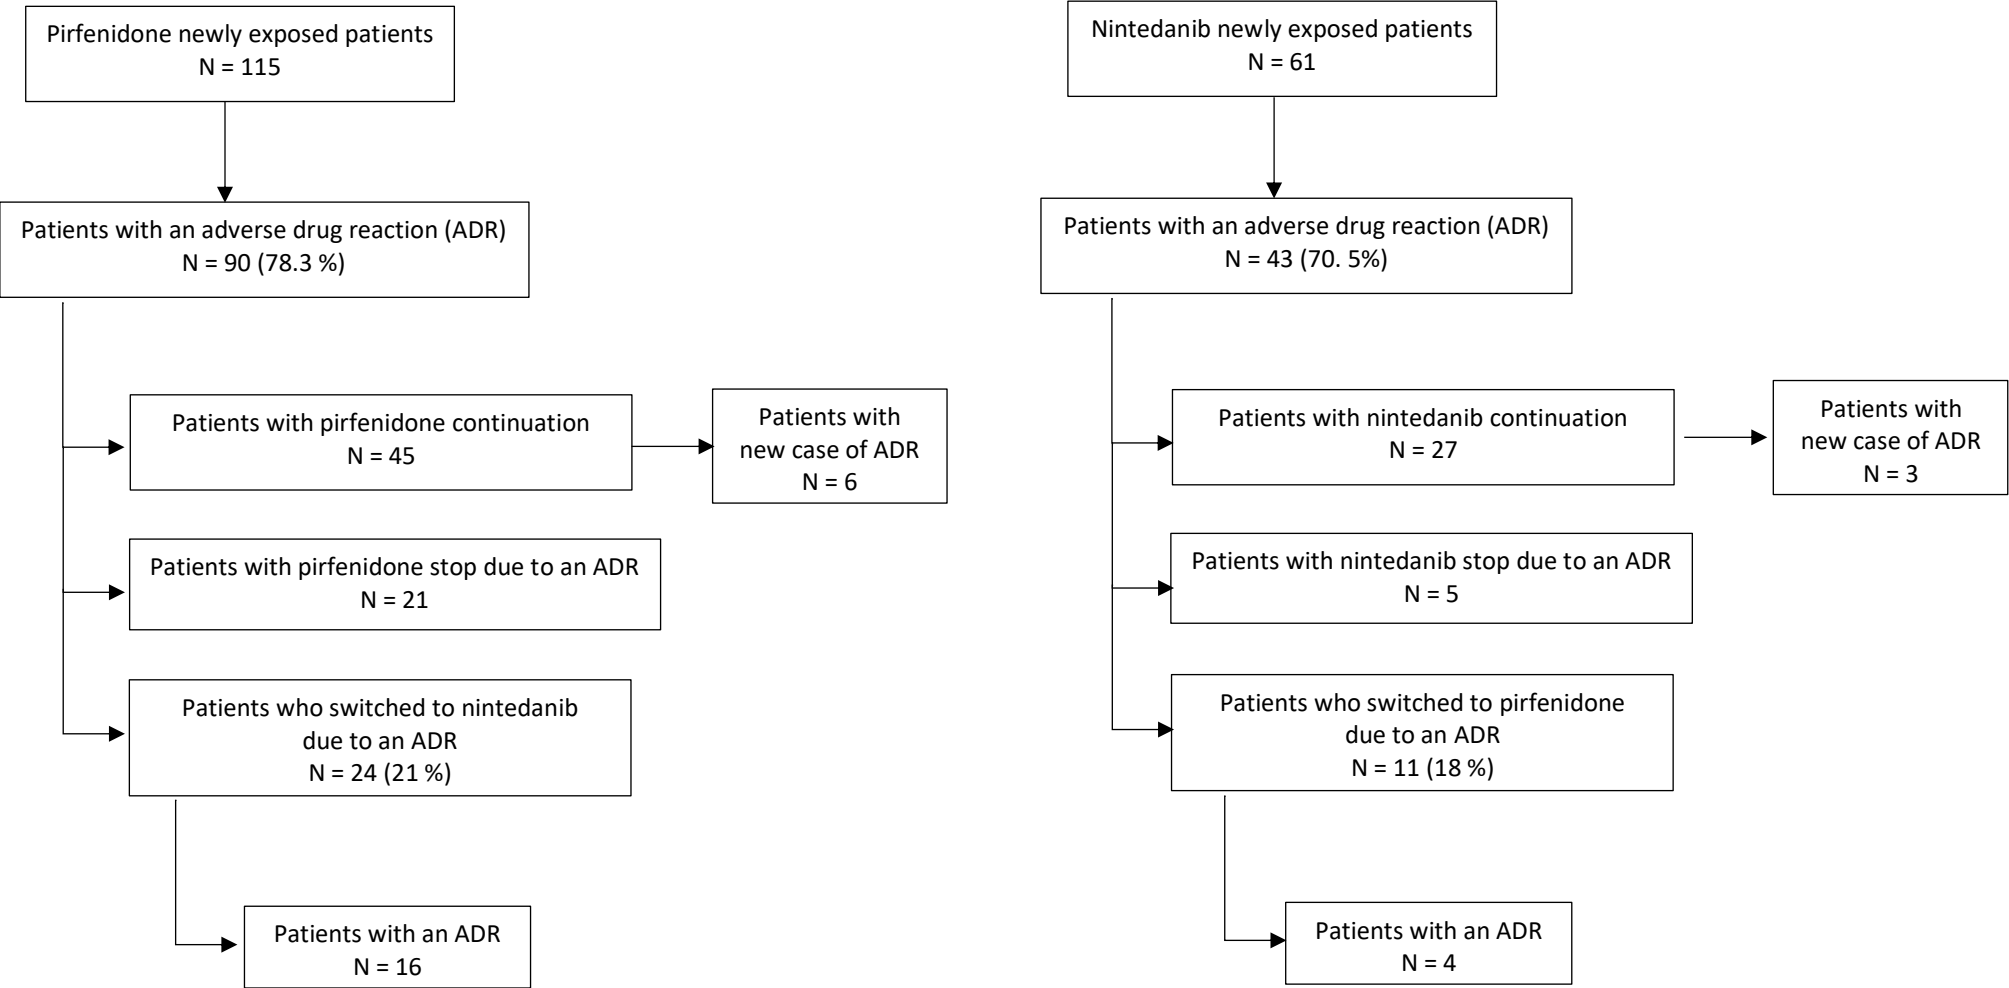 Pirfenidone newly exposed patients
N = 115
Patients with an adverse drug reaction (ADR)
N = 90 (78.3 %)
Patients with pirfenidone continuation
N = 45
Patients with
new case of ADR
N = 6
Patients with pirfenidone stop due to an ADR
N = 21
Patients who switched to nintedanib
due to an ADR
N = 24 (21 %)
Patients with an ADR
N = 16
Nintedanib newly exposed patients
N = 61
Patients with an adverse drug reaction (ADR)
N = 43 (70. 5%)
Patients with nintedanib continuation
N = 27
Patients with
new case of ADR
N = 3
Patients with nintedanib stop due to an ADR
N = 5
Patients who switched to pirfenidone
due to an ADR
N = 11 (18 %)
Patients with an ADR
N = 4